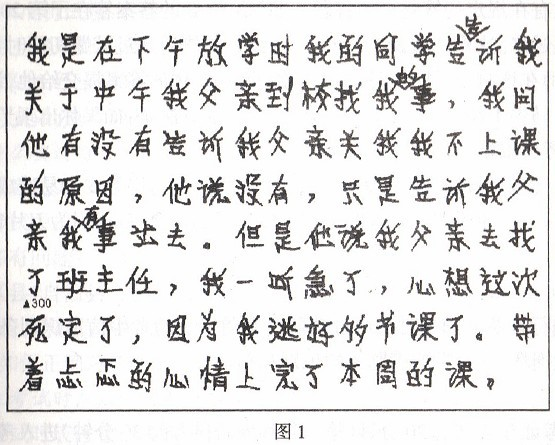 我是在下午放学时我的同学告诉我
关于中午我父亲到校找我的事，我问
他有没有告诉我父亲关我我不上课
的原因，他说没有，只是告诉我父
亲我有事出去。但是他说我父亲去找
了班主任，我一听急了，心想这次
▲300
死定了，因为我逃好多节课了。带
着忐忑的心情上完了本周的课。
图1